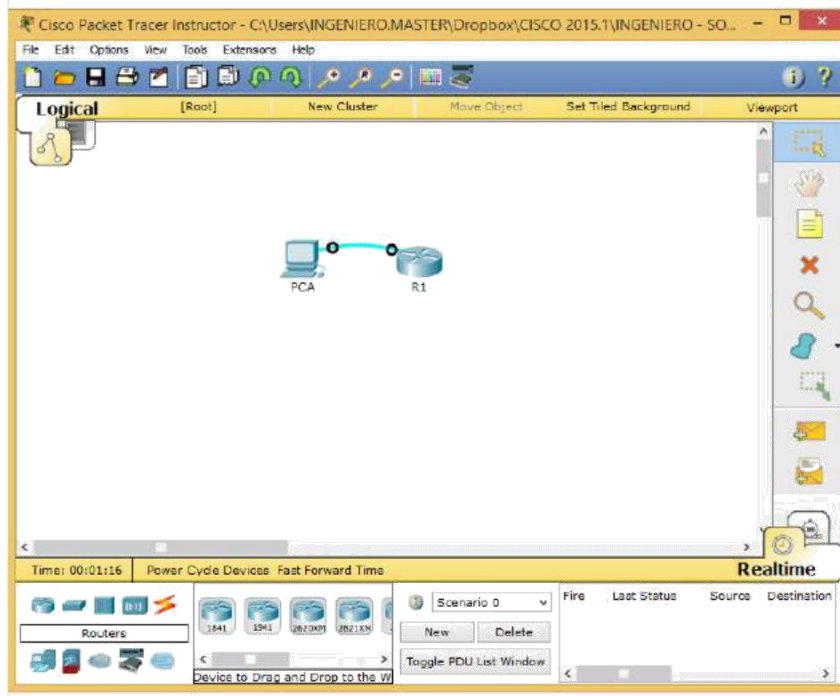 Cisco Packet Tracer Instructor - C:\Users\INGENIERO.MASTER\Dropbox\CISCO 2015.1\INGENIERO - SO...
File Edit Options View Tools Extensions Help
Logical [Root] New Cluster Move Object Set Tiled Background Viewport
PCA R1
Time: 00:01:16 Power Cycle Devices Fast Forward Time Realtime
Routers
1841 1941 2620XM 2621XM
Device to Drag and Drop to the W
Scenario 0
New Delete
Toggle PDU List Window
Fire Last Status Source Destination